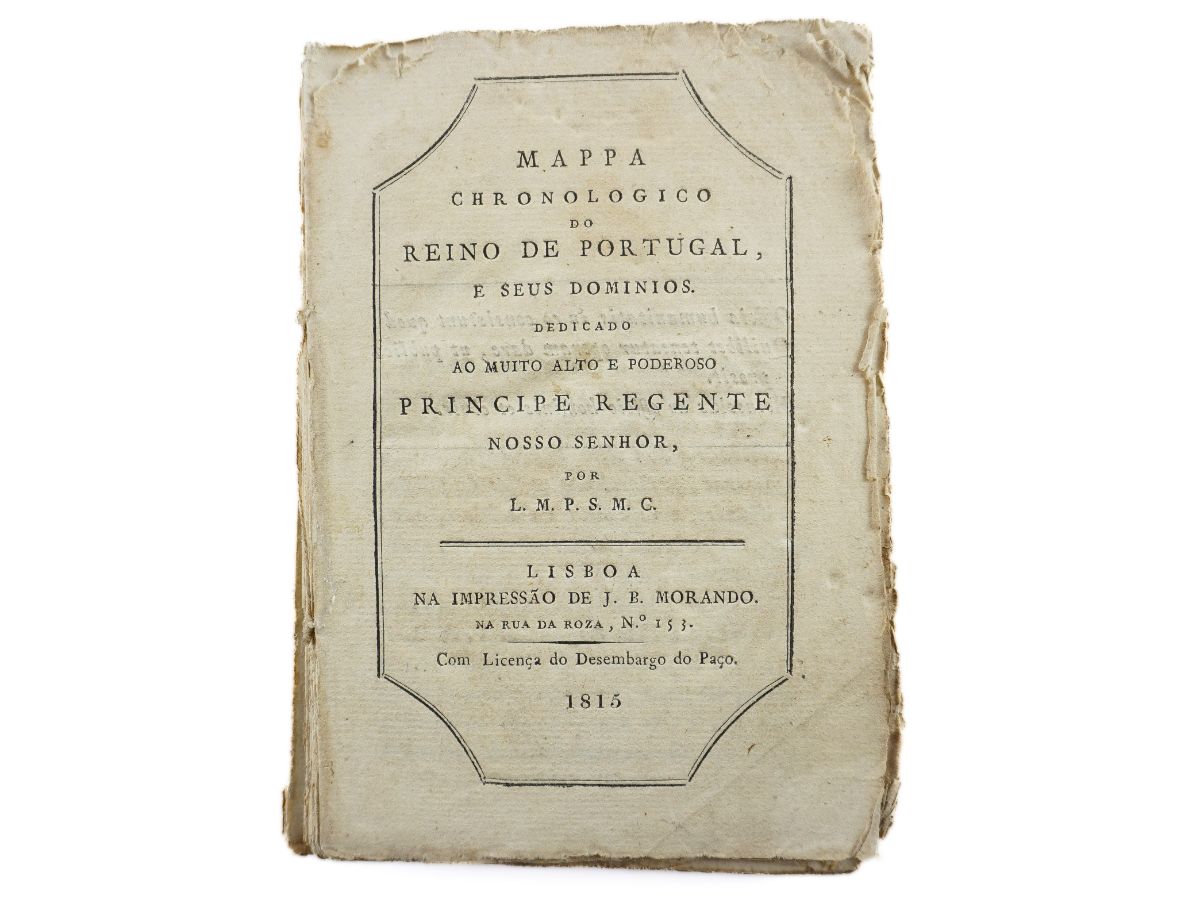 MAPPA
CHRONOLOGICO
DO
REINO DE PORTUGAL,
E SEUS DOMINIOS.
DEDICADO
AO MUITO ALTO E PODEROSO
PRINCIPE REGENTE
NOSSO SENHOR,
POR
L. M. P. S. M. C.
LISBOA
NA IMPRESSÃO DE J. B. MORANDO.
NA RUA DA ROZA, N.º 153.
Com Licença do Desembargo do Paço.
1815